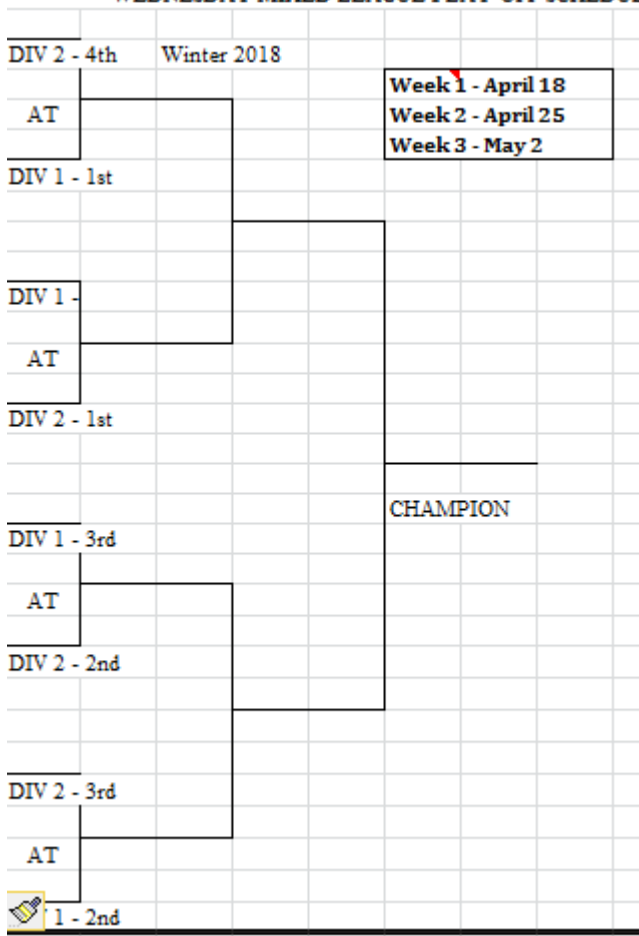 DIV 2 - 4th Winter 2018
Week 1 - April 18
AT
Week 2 - April 25
Week 3 - May 2
DIV 1 - 1st
DIV 1 -
AT
DIV 2 - 1st
CHAMPION
DIV 1 - 3rd
AT
DIV 2 - 2nd
DIV 2 - 3rd
AT
1 - 2nd